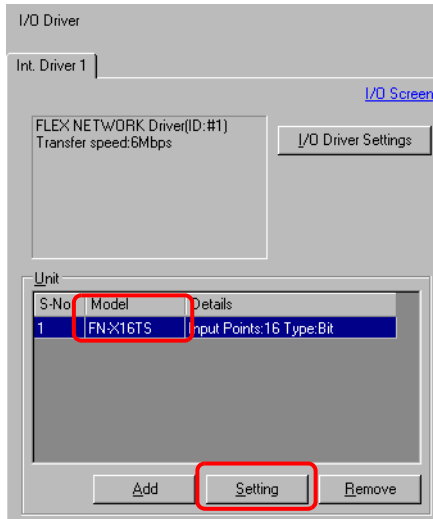 I/O Driver
Int. Driver 1
I/O Screen
FLEX NETWORK Driver(ID:#1)
Transfer speed:6Mbps
I/O Driver Settings
Unit
S-No Model Details
1 FN-X16TS Input Points:16 Type:Bit
Add Setting Remove